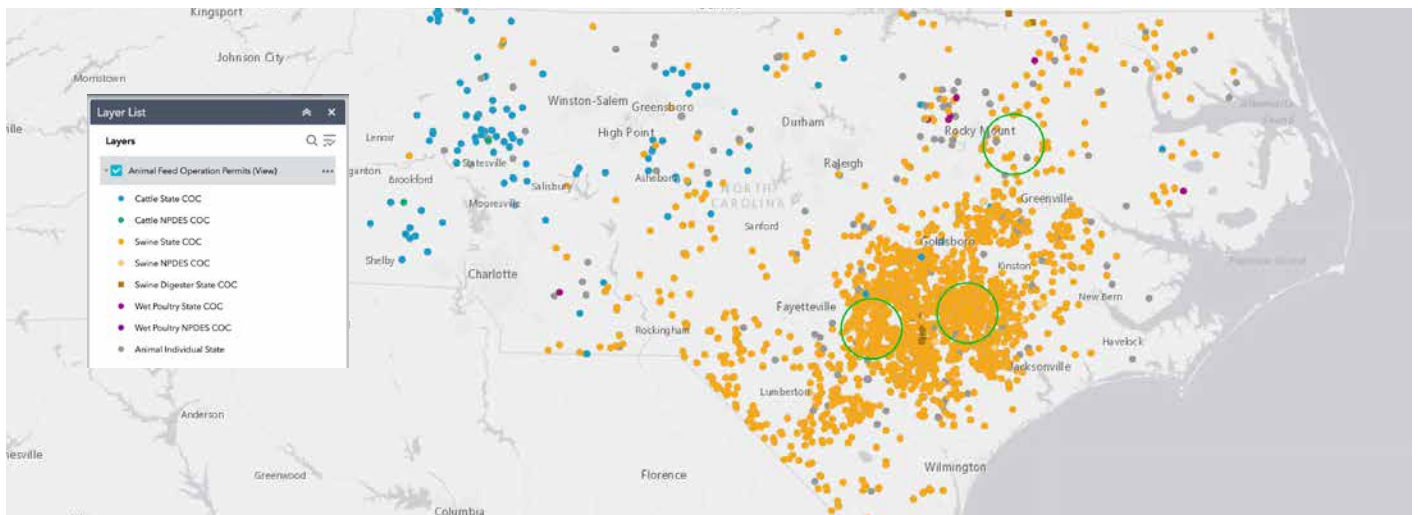 Kingsport
Johnson City
Morristown
Layer List
Layers
Animal Feed Operation Permits (View)
Cattle State COC
Cattle NPDES COC
Swine State COC
Swine NPDES COC
Swine Digester State COC
Wet Poultry State COC
Wet Poultry NPDES COC
Animal Individual State
Winston-Salem
Greensboro
High Point
Durham
Rocky Mount
Lenoir
Statesville
Raleigh
ganton
Brookford
Salisbury
Asheboro
NORTH
CAROLINA
Mooresville
Greenville
Sanford
Goldsboro
Shelby
Charlotte
Kinston
New Bern
Fayetteville
Rockingham
Havelock
Jacksonville
Lumberton
Anderson
nesville
Greenwood
Florence
Wilmington
Columbia